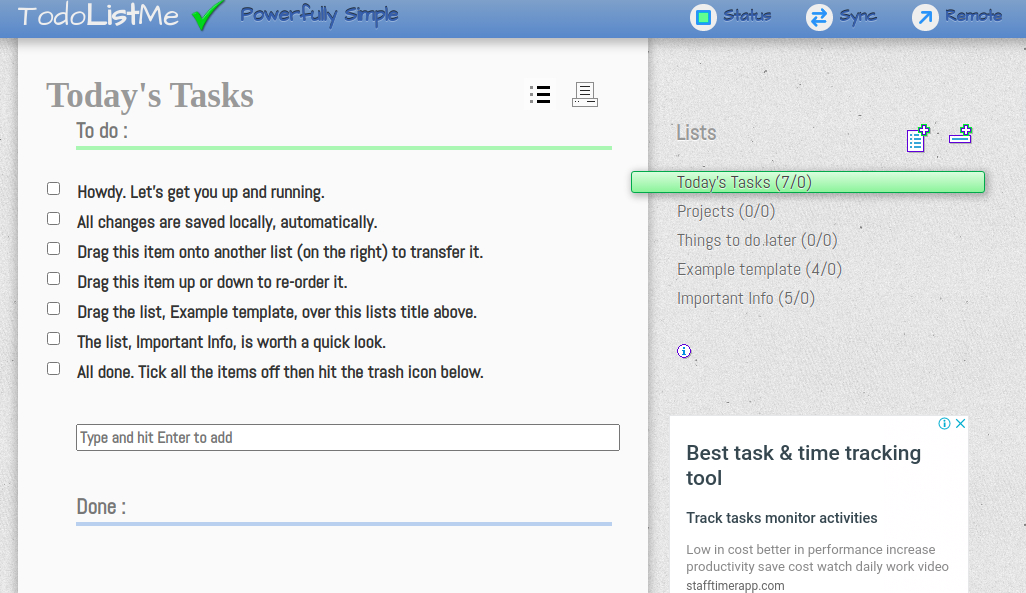 TodoListMe
Powerfully Simple
Status
Sync
Remote
Today's Tasks
To do :
Howdy. Let's get you up and running.
All changes are saved locally, automatically.
Drag this item onto another list (on the right) to transfer it.
Drag this item up or down to re-order it.
Drag the list, Example template, over this lists title above.
The list, Important Info, is worth a quick look.
All done. Tick all the items off then hit the trash icon below.
Type and hit Enter to add
Done :
Lists
Today's Tasks (7/0)
Projects (0/0)
Things to do later (0/0)
Example template (4/0)
Important Info (5/0)
Best task & time tracking
tool
Track tasks monitor activities
Low in cost better in performance increase
productivity save cost watch daily work video
stafftimerapp.com